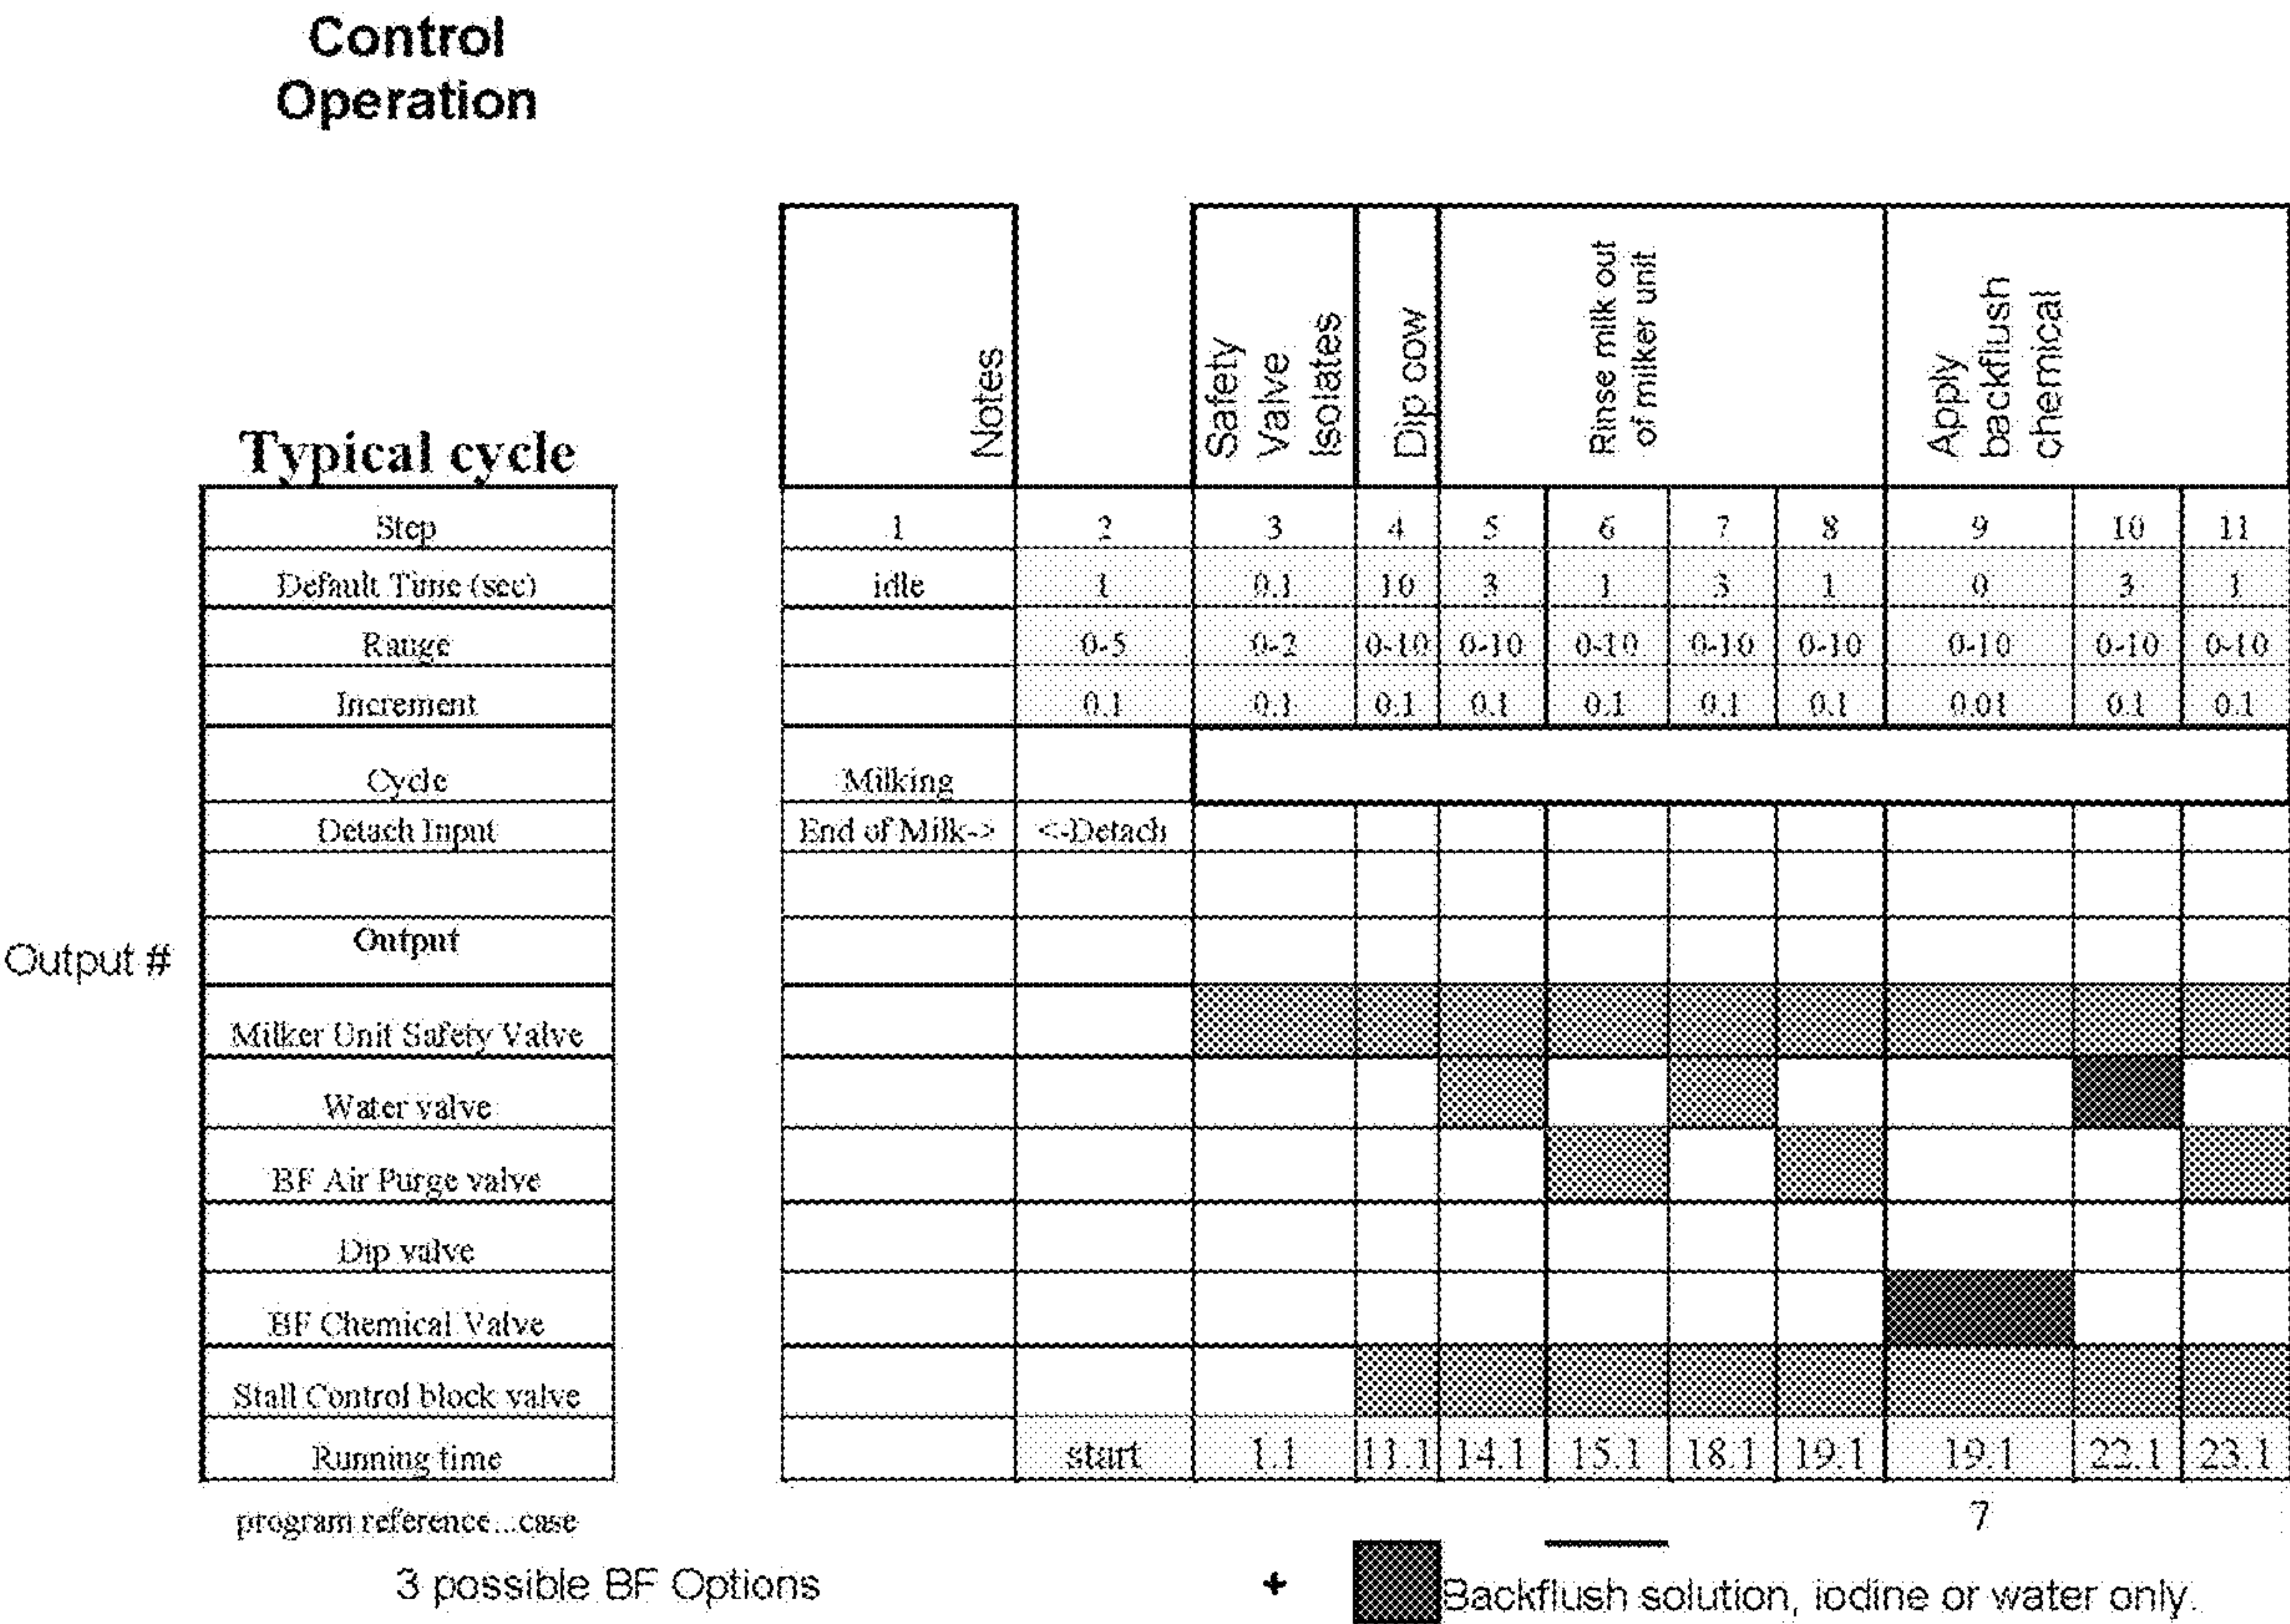 Control
Operation
Notes
Safety
Valve
Isolates
Dip cow
Rinse milk out
of milker unit
Apply
backflush
chemical
Typical cycle
Step 1 2 3 4 5 6 7 8 9 10 11
Default Time (sec) idle 1 0.1 10 3 1 3 1 0 3 1
Range 0-5 0-2 0-10 0-10 0-10 0-10 0-10 0-10 0-10 0-10
Increment 0.1 0.1 0.1 0.1 0.1 0.1 0.1 0.01 0.1 0.1
Cycle Milking
Detach Input End of Milk-> <-Detach
Output
Output #
Milker Unit Safety Valve
Water valve
BF Air Purge valve
Dip valve
BF Chemical Valve
Stall Control block valve
Running time start 1.1 11.1 14.1 15.1 18.1 19.1 19.1 22.1 23.1
program reference...case 7
3 possible BF Options + Backflush solution, iodine or water only.